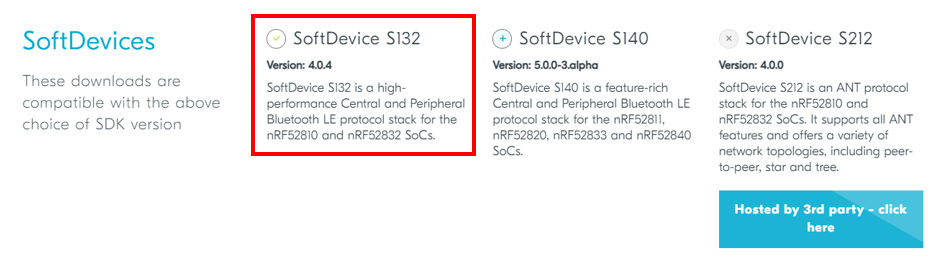 SoftDevices
These downloads are
compatible with the above
choice of SDK version
SoftDevice S132
Version: 4.0.4
SoftDevice S132 is a high-
performance Central and Peripheral
Bluetooth LE protocol stack for the
nRF52810 and nRF52832 SoCs.
SoftDevice S140
Version: 5.0.0-3.alpha
SoftDevice S140 is a feature-rich
Central and Peripheral Bluetooth LE
protocol stack for the nRF52811,
nRF52820, nRF52833 and nRF52840
SoCs.
SoftDevice S212
Version: 4.0.0
SoftDevice S212 is an ANT protocol
stack for the nRF52810 and
nRF52832 SoCs. It supports all ANT
features and offers a variety of
network topologies, including peer-
to-peer, star and tree.
Hosted by 3rd party - click
here